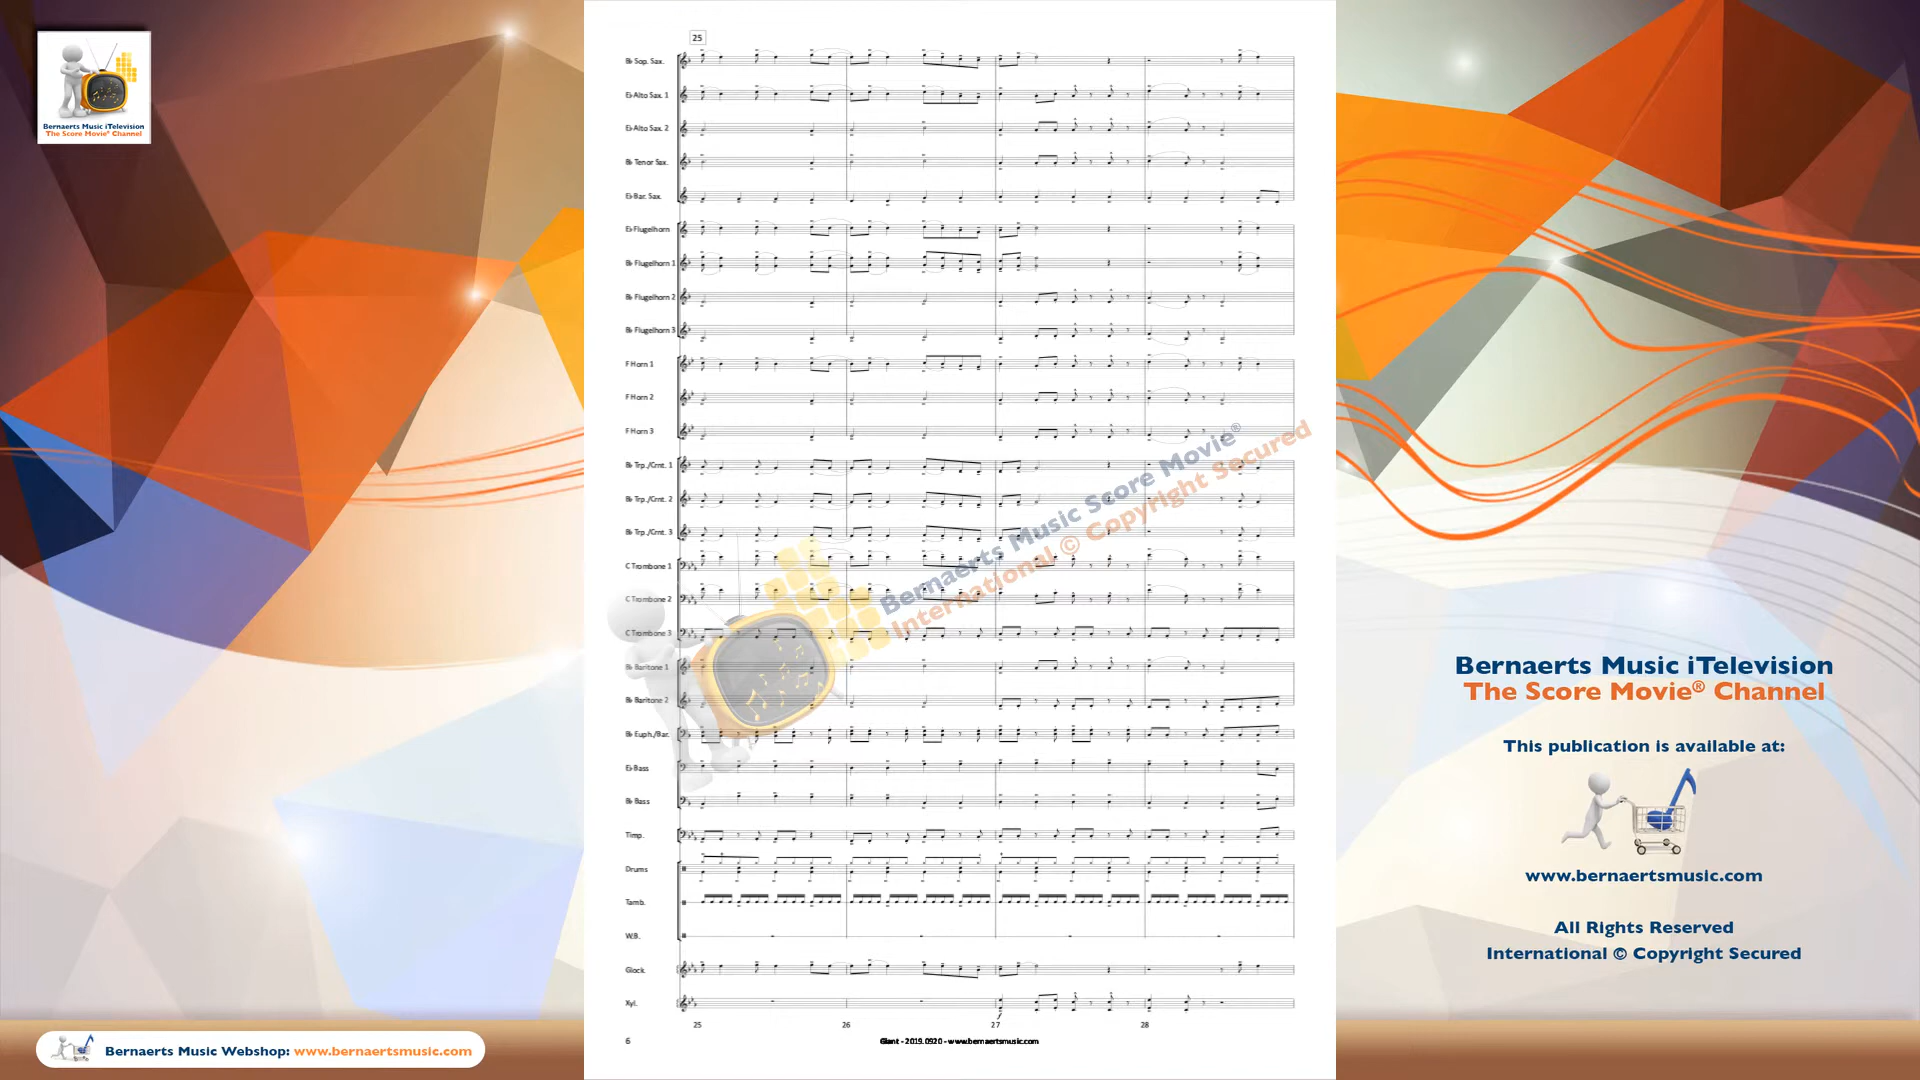 Bernaerts Music iTelevision
The Score Movie® Channel
25
B♭ Sop. Sax.
E♭ Alto Sax. 1
E♭ Alto Sax. 2
B♭ Tenor Sax.
E♭ Bar. Sax.
E♭ Flugelhorn
B♭ Flugelhorn 1
B♭ Flugelhorn 2
B♭ Flugelhorn 3
F Horn 1
F Horn 2
F Horn 3
B♭ Trp./Crnt. 1
B♭ Trp./Crnt. 2
B♭ Trp./Crnt. 3
C Trombone 1
C Trombone 2
C Trombone 3
B♭ Baritone 1
B♭ Baritone 2
B♭ Euph./Bar.
E♭ Bass
B♭ Bass
Timp.
Drums
Tamb.
W.B.
Glock.
Xyl.
f
25 26 27 28
6
Giant - 2019.0920 - www.bernaertsmusic.com
Bernaerts Music Score Movie®
International © Copyright Secured
Bernaerts Music iTelevision
The Score Movie® Channel
This publication is available at:
www.bernaertsmusic.com
All Rights Reserved
International © Copyright Secured
Bernaerts Music Webshop: www.bernaertsmusic.com